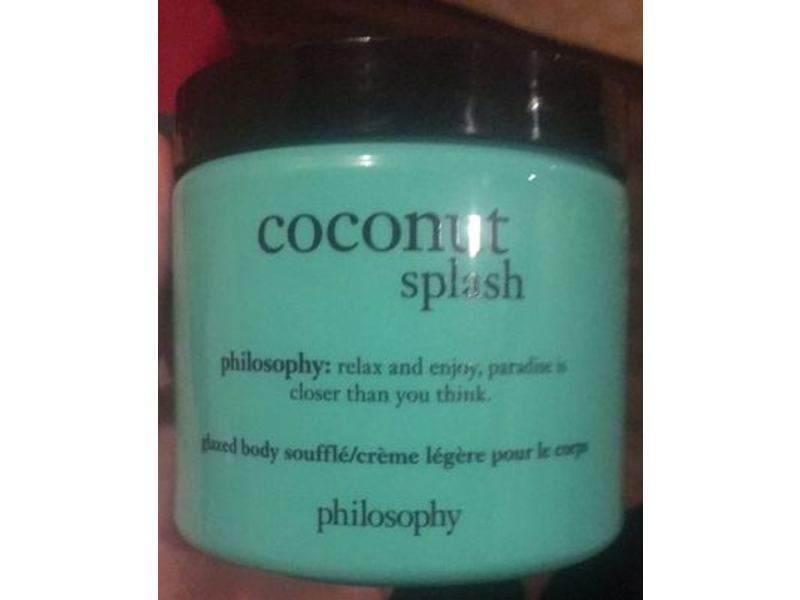 coconut
splash
philosophy: relax and enjoy, paradise is
closer than you think.
glazed body soufflé/crème légère pour le corps
philosophy